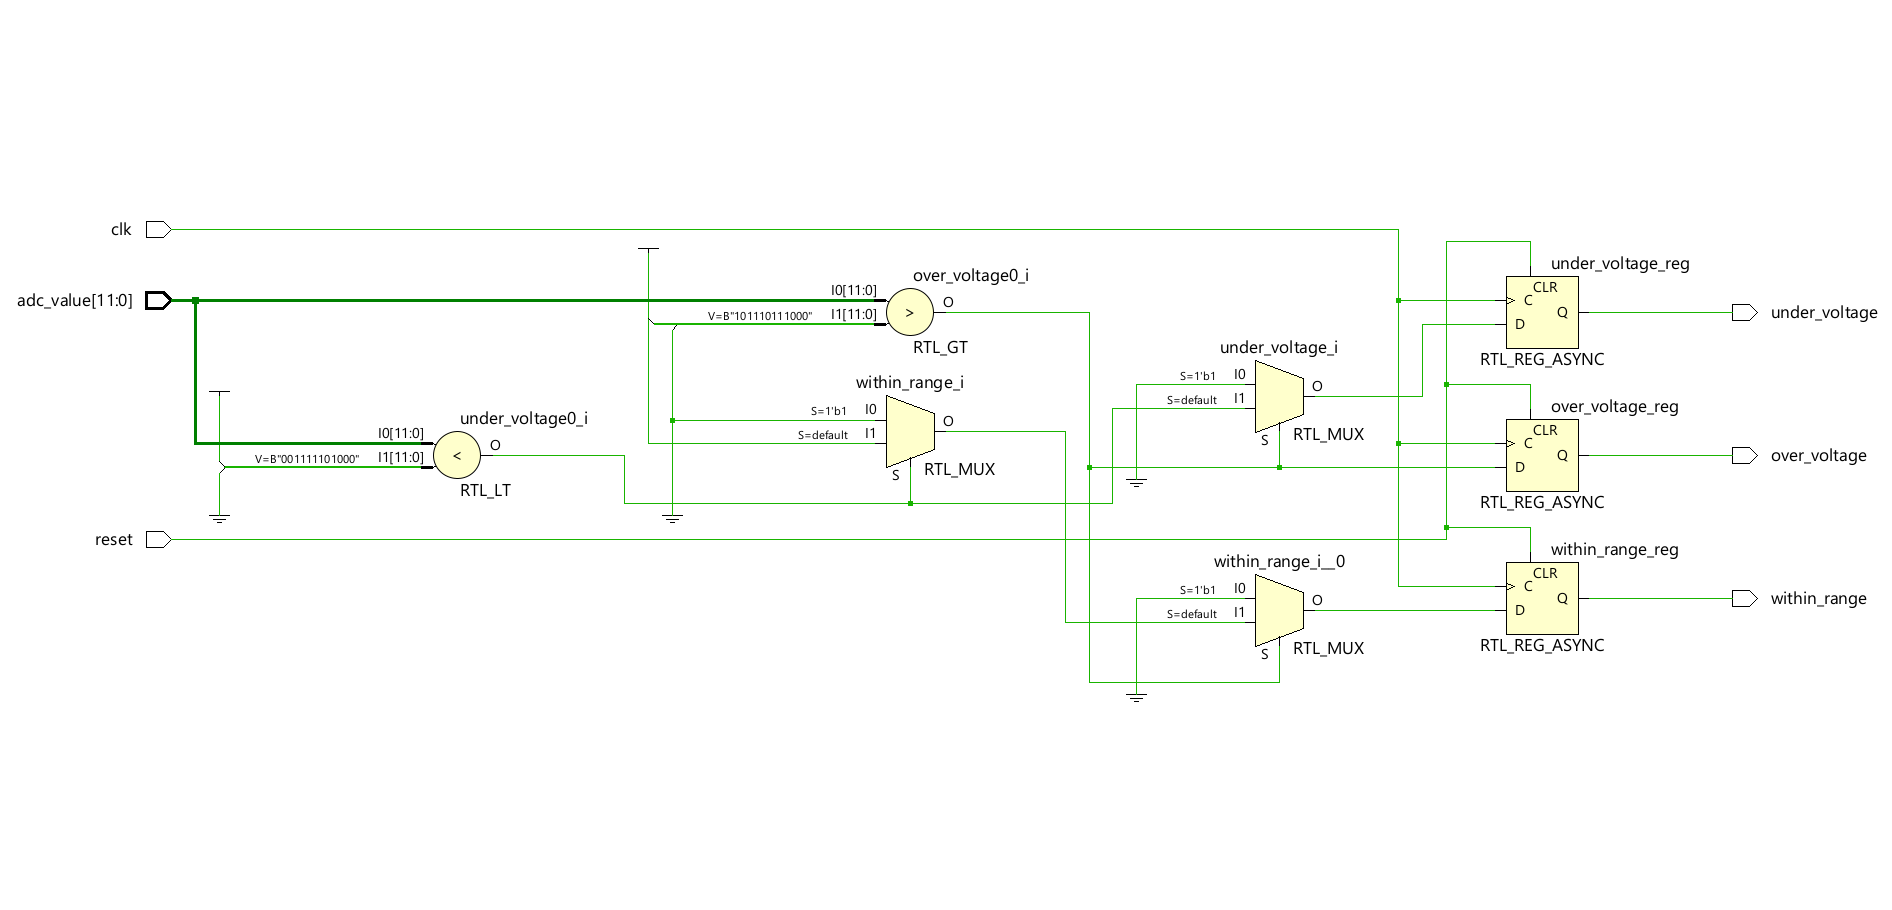 clk
adc_value[11:0]
reset
under_voltage0_i
I0[11:0]
V=B"001111101000"
I1[11:0]
<
O
RTL_LT
over_voltage0_i
I0[11:0]
V=B"101110111000"
I1[11:0]
>
O
RTL_GT
within_range_i
S=1'b1
I0
S=default
I1
O
S
RTL_MUX
under_voltage_i
S=1'b1
I0
S=default
I1
O
S
RTL_MUX
within_range_i__0
S=1'b1
I0
S=default
I1
O
S
RTL_MUX
under_voltage_reg
CLR
C
Q
D
RTL_REG_ASYNC
over_voltage_reg
CLR
C
Q
D
RTL_REG_ASYNC
within_range_reg
CLR
C
Q
D
RTL_REG_ASYNC
under_voltage
over_voltage
within_range